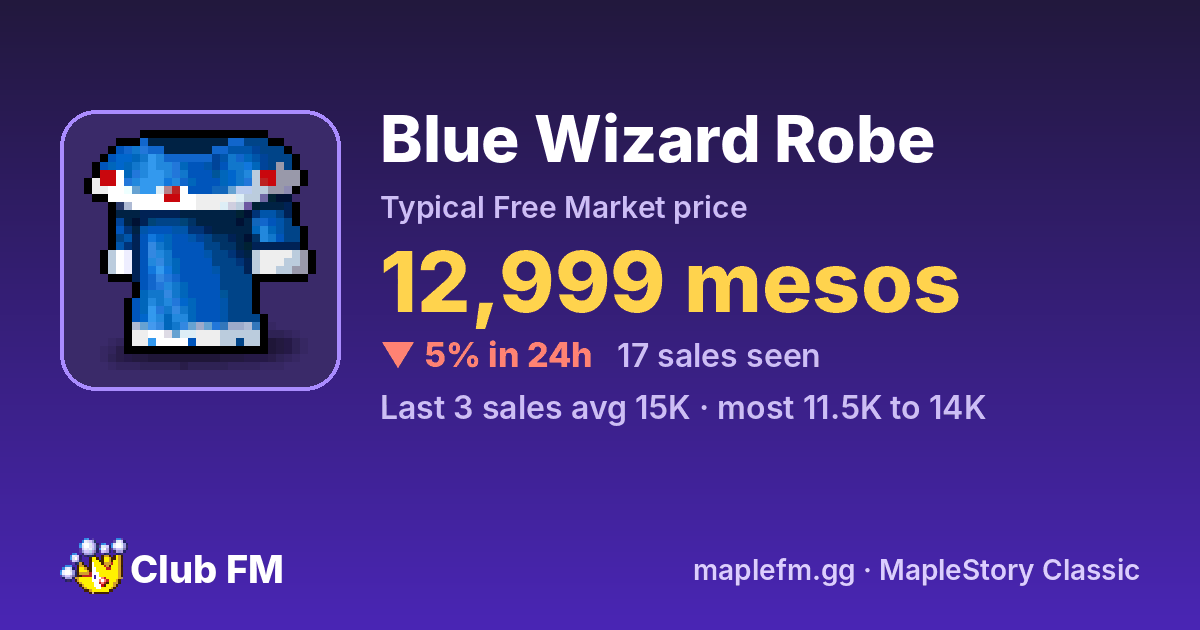 Blue Wizard Robe
Typical Free Market price
12,999 mesos
▼ 5% in 24h 17 sales seen
Last 3 sales avg 15K · most 11.5K to 14K
Club FM
maplefm.gg · MapleStory Classic